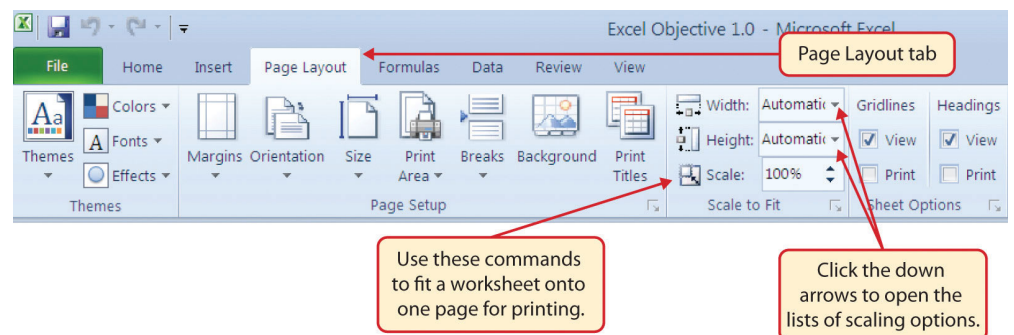 Excel Objective 1.0 - Microsoft Excel
Page Layout tab
File Home Insert Page Layout Formulas Data Review View
Aa Colors Width: Automatic Gridlines Headings
A Fonts Height: Automatic View View
Themes Effects Margins Orientation Size Print Area Breaks Background Print Titles Scale: 100% Print Print
Themes Page Setup Scale to Fit Sheet Options
Use these commands
to fit a worksheet onto
one page for printing.
Click the down
arrows to open the
lists of scaling options.